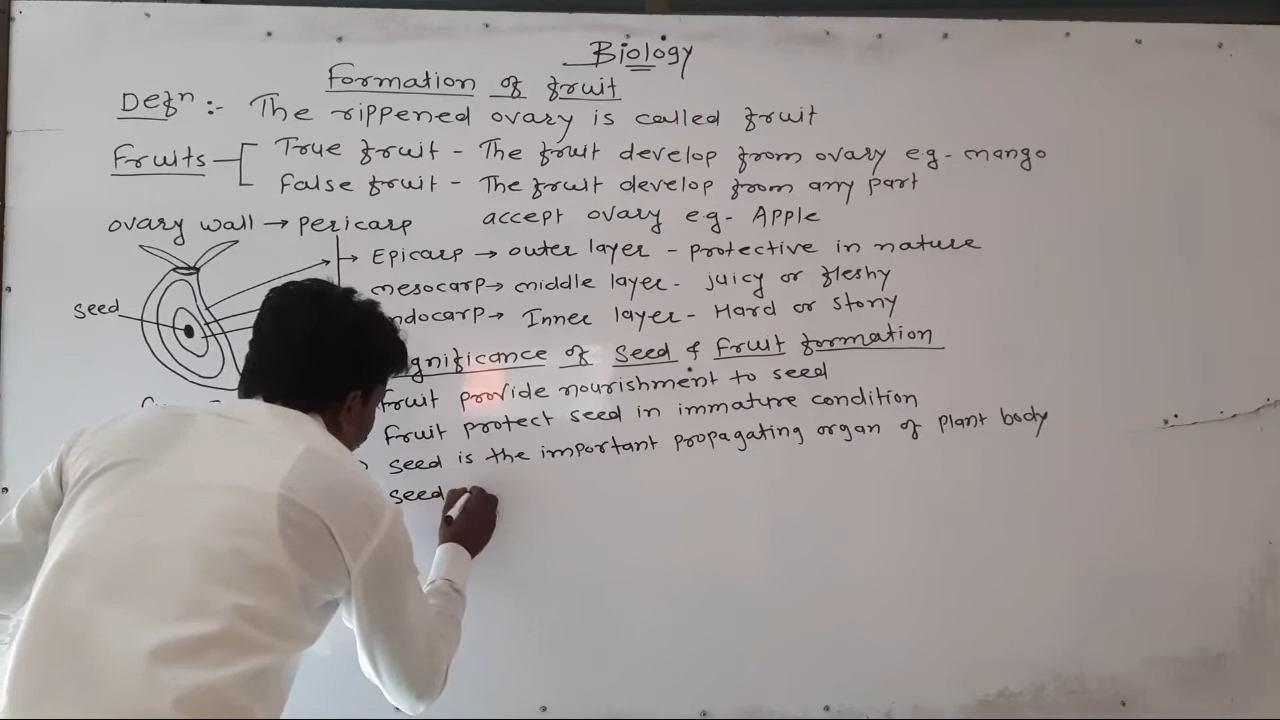 Biology
Formation of fruit
Defn :- The rippened ovary is called fruit
Fruits
True fruit - The fruit develop from ovary eg- mango
False fruit - The fruit develop from any part
accept ovary eg- Apple
ovary wall → pericarp
→ Epicarp → outer layer - protective in nature
mesocarp → middle layer - juicy or fleshy
ndocarp → Inner layer - Hard or stony
seed
gnificance of seed & fruit formation
fruit provide nourishment to seed
fruit protect seed in immature condition
seed is the important propagating organ of plant body
seed